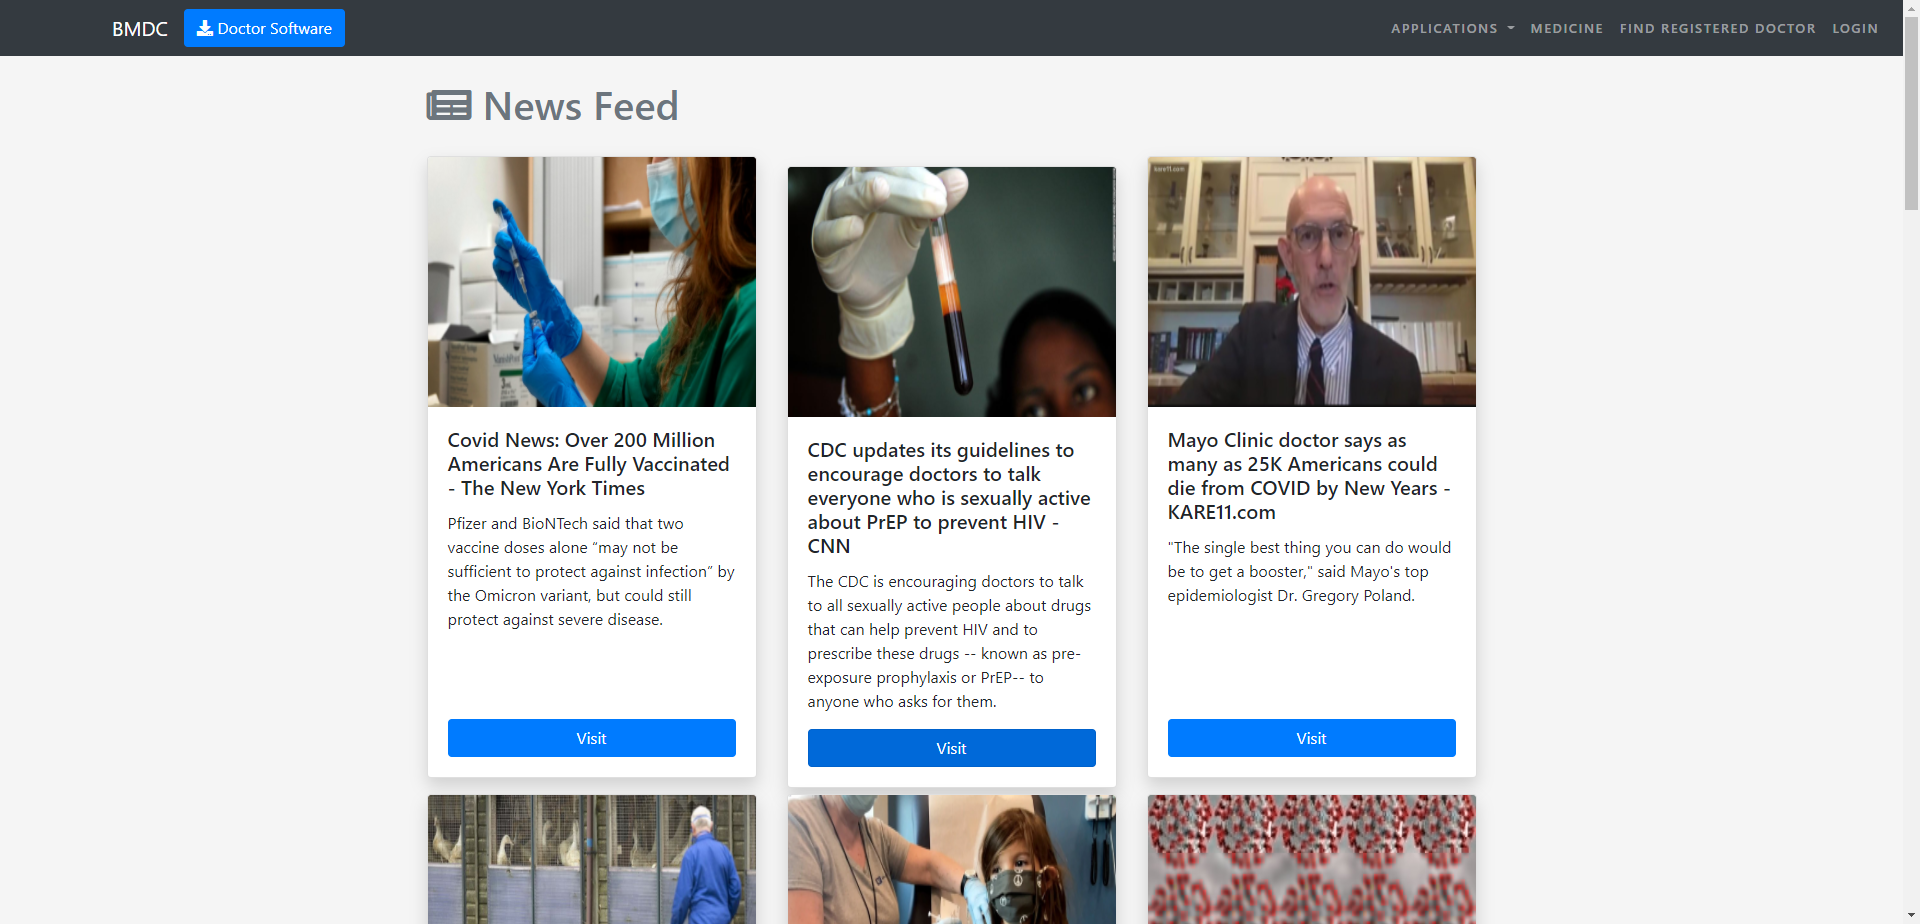 BMDC
Doctor Software
APPLICATIONS
MEDICINE
FIND REGISTERED DOCTOR
LOGIN
News Feed
Covid News: Over 200 Million
Americans Are Fully Vaccinated
- The New York Times
Pfizer and BioNTech said that two
vaccine doses alone “may not be
sufficient to protect against infection” by
the Omicron variant, but could still
protect against severe disease.
Visit
CDC updates its guidelines to
encourage doctors to talk
everyone who is sexually active
about PrEP to prevent HIV -
CNN
The CDC is encouraging doctors to talk
to all sexually active people about drugs
that can help prevent HIV and to
prescribe these drugs -- known as pre-
exposure prophylaxis or PrEP-- to
anyone who asks for them.
Visit
kare11.com
Mayo Clinic doctor says as
many as 25K Americans could
die from COVID by New Years -
KARE11.com
"The single best thing you can do would
be to get a booster," said Mayo's top
epidemiologist Dr. Gregory Poland.
Visit